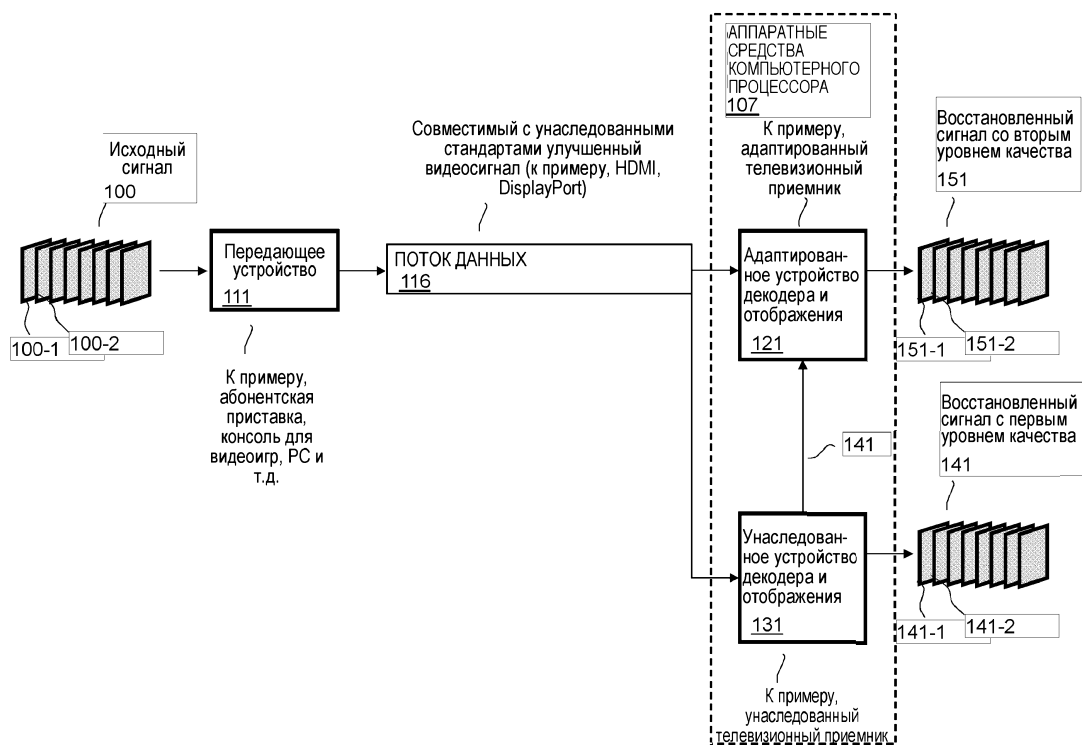 АППАРАТНЫЕ
СРЕДСТВА
КОМПЬЮТЕРНОГО
ПРОЦЕССОРА
107
К примеру,
адаптированный
телевизионный
приемник
Исходный
сигнал
100
100-1
100-2
Передающее
устройство
111
К примеру,
абонентская
приставка,
консоль для
видеоигр, PC и
т.д.
Совместимый с унаследованными
стандартами улучшенный
видеосигнал (к примеру, HDMI,
DisplayPort)
ПОТОК ДАННЫХ
116
Адаптирован-
ное устройство
декодера и
отображения
121
Восстановленный
сигнал со вторым
уровнем качества
151
151-1
151-2
141
Унаследован-
ное устройство
декодера и
отображения
131
К примеру,
унаследованный
телевизионный приемник
Восстановленный
сигнал с первым
уровнем качества
141
141-1
141-2